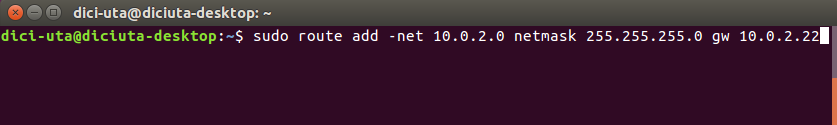 dici-uta@diciuta-desktop: ~
dici-uta@diciuta-desktop:~$ sudo route add -net 10.0.2.0 netmask 255.255.255.0 gw 10.0.2.22